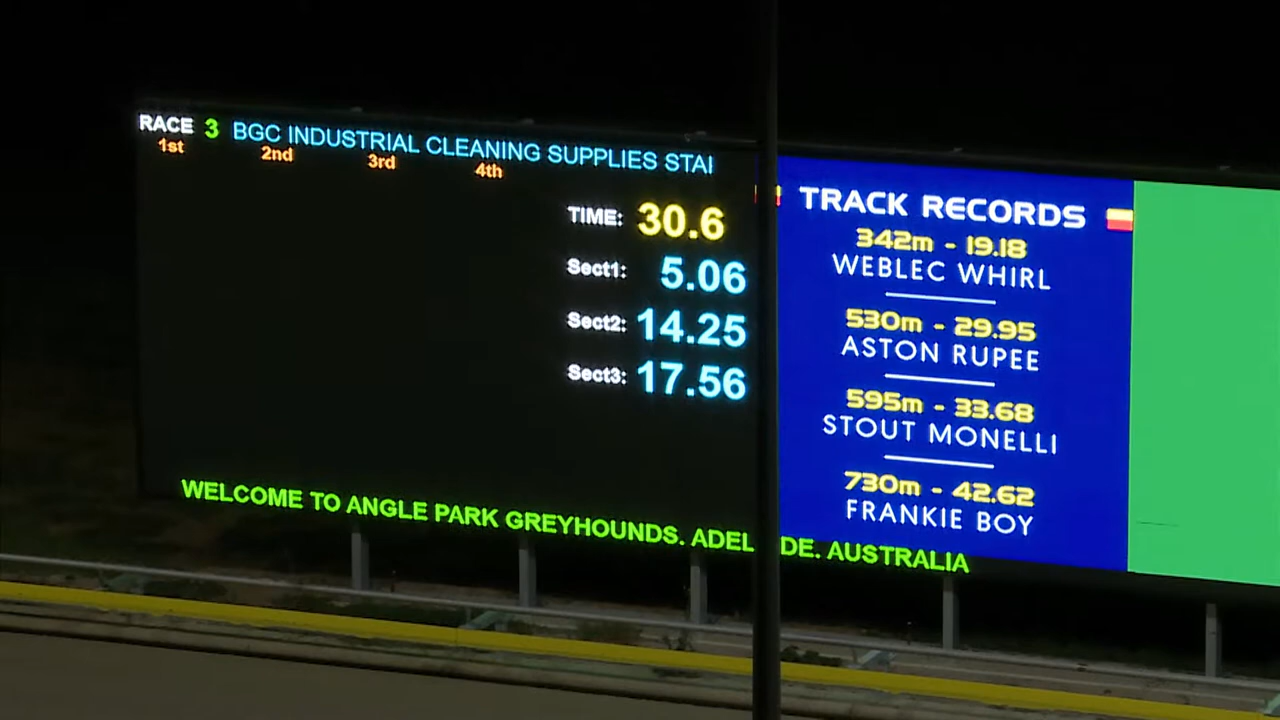 RACE 3 BGC INDUSTRIAL CLEANING SUPPLIES STAI
1st 2nd 3rd 4th
TIME: 30.6
Sect1: 5.06
Sect2: 14.25
Sect3: 17.56
WELCOME TO ANGLE PARK GREYHOUNDS. ADEL DE. AUSTRALIA
TRACK RECORDS
342m - 19.18
WEBLEC WHIRL
530m - 29.95
ASTON RUPEE
595m - 33.68
STOUT MONELLI
730m - 42.62
FRANKIE BOY